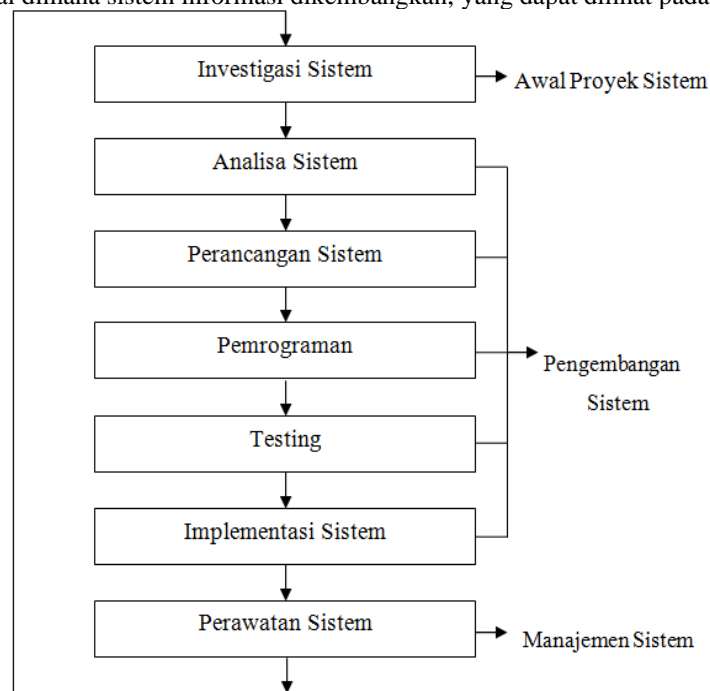 dimana sistem informasi dikembangkan, yang dapat dilihat pada
Investigasi Sistem
Awal Proyek Sistem
Analisa Sistem
Perancangan Sistem
Pemrograman
Pengembangan
Sistem
Testing
Implementasi Sistem
Perawatan Sistem
Manajemen Sistem